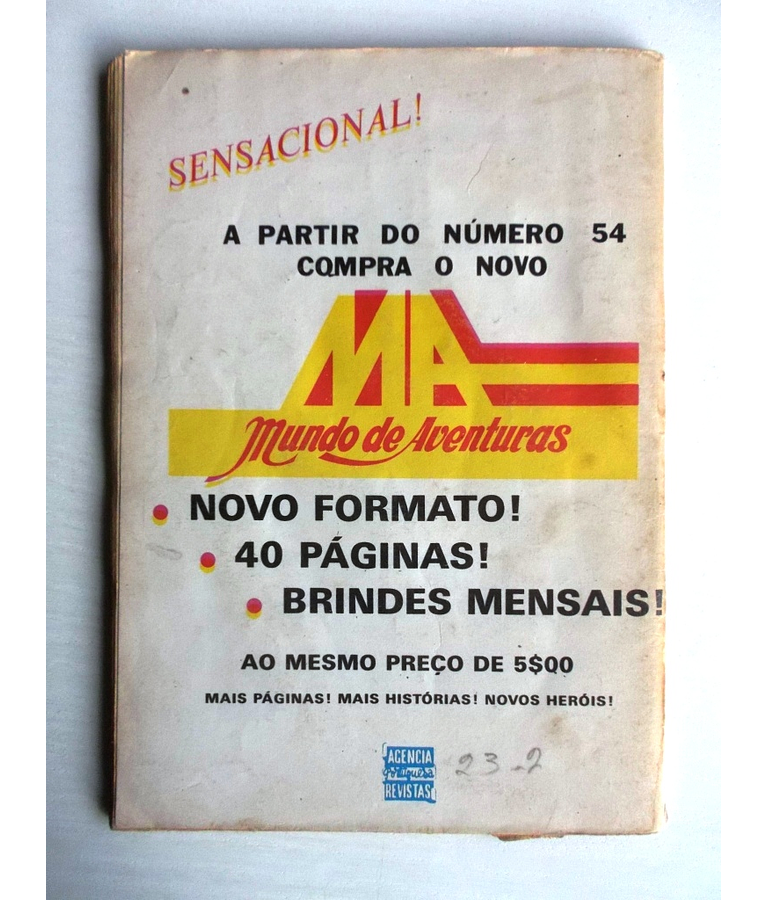 SENSACIONAL!
A PARTIR DO NÚMERO 54
COMPRA O NOVO
MA
Mundo de Aventuras
NOVO FORMATO!
40 PÁGINAS!
BRINDES MENSAIS!
AO MESMO PREÇO DE 5$00
MAIS PÁGINAS! MAIS HISTÓRIAS! NOVOS HERÓIS!
AGENCIA
Portuguesa
REVISTAS
23-2